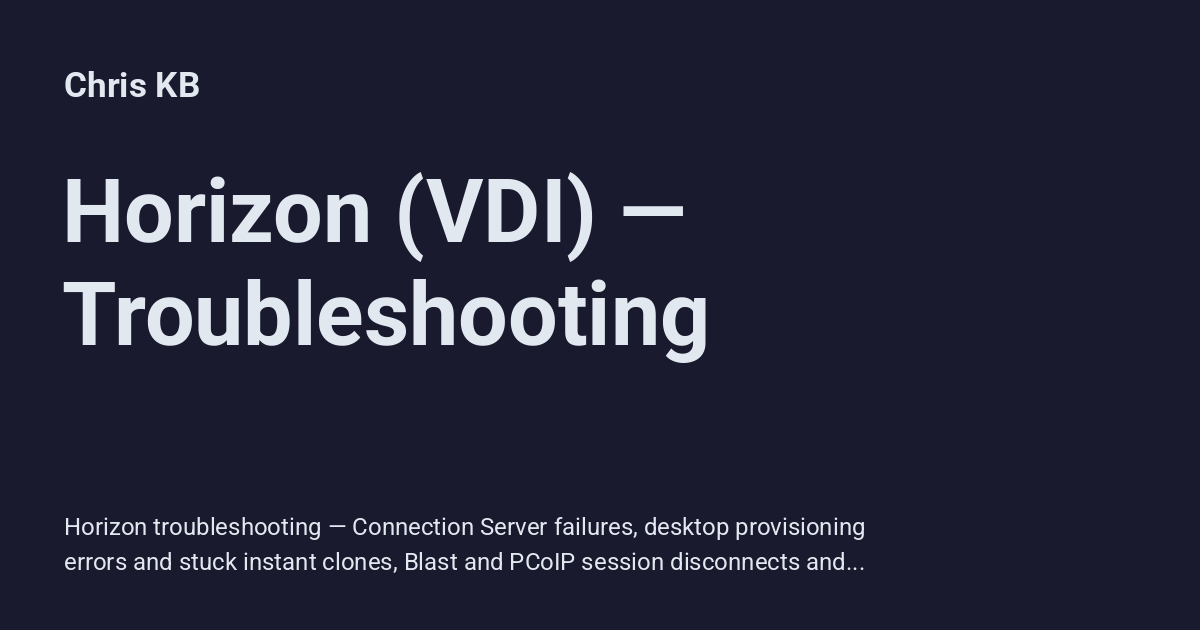 Chris KB
Horizon (VDI) —
Troubleshooting
Horizon troubleshooting — Connection Server failures, desktop provisioning
errors and stuck instant clones, Blast and PCoIP session disconnects and...